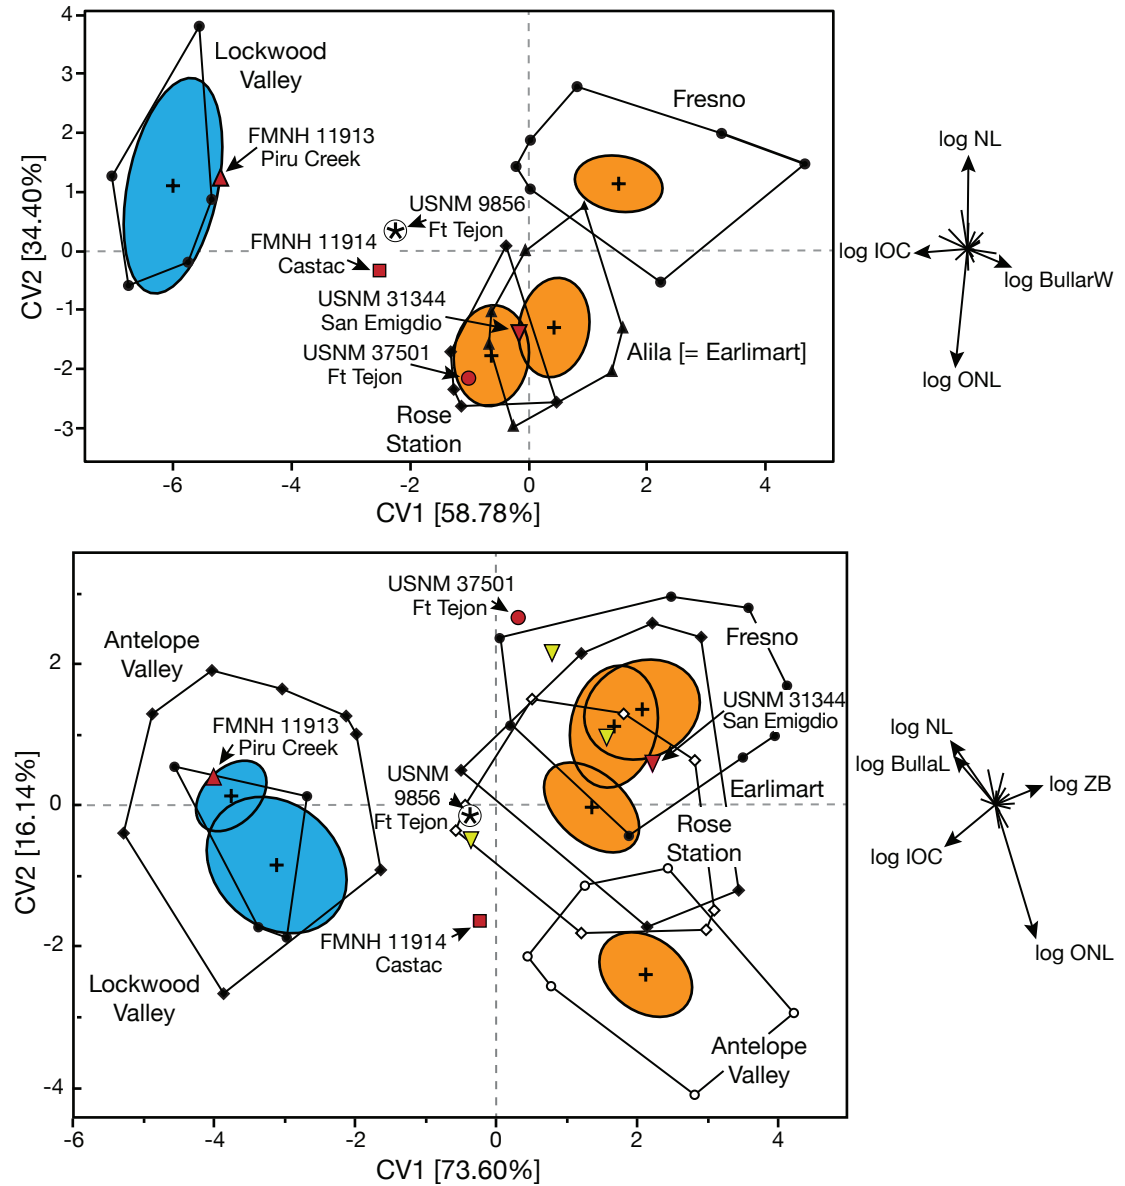 4
3
2
1
0
-1
-2
-3
CV2 [34.40%]
Lockwood
Valley
FMNH 11913
Piru Creek
USNM 9856
Ft Tejon
FMNH 11914
Castac
USNM 31344
San Emigdio
USNM 37501
Ft Tejon
Rose
Station
Fresno
Alila [= Earlimart]
-6
-4
-2
0
2
4
CV1 [58.78%]
log NL
log IOC
log BullarW
log ONL
2
0
-2
-4
CV2 [16.14%]
Antelope
Valley
FMNH 11913
Piru Creek
Lockwood
Valley
USNM 37501
Ft Tejon
USNM
9856
Ft Tejon
FMNH 11914
Castac
Fresno
USNM 31344
San Emigdio
Earlimart
Rose
Station
Antelope
Valley
-6
-4
-2
0
2
4
CV1 [73.60%]
log NL
log BullaL
log ZB
log IOC
log ONL